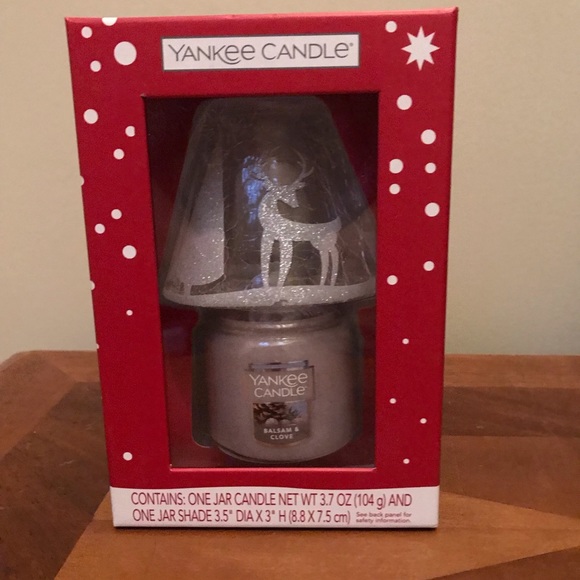 YANKEE CANDLE®
YANKEE
CANDLE®
BALSAM &
CLOVE
CONTAINS: ONE JAR CANDLE NET WT 3.7 OZ (104 g) AND
ONE JAR SHADE 3.5" DIA X 3" H (8.8 X 7.5 cm) See back panel for
safety information.